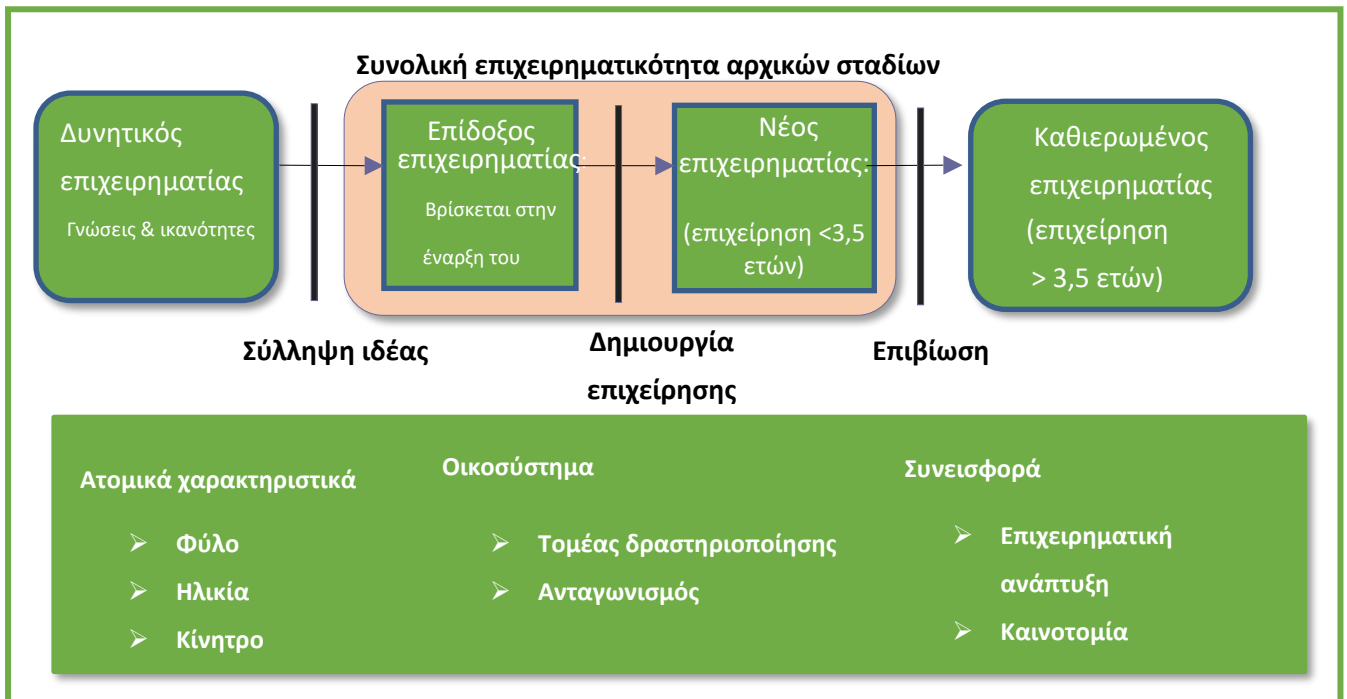 Συνολική επιχειρηματικότητα αρχικών σταδίων
Δυνητικός
επιχειρηματίας
Γνώσεις & ικανότητες
Επίδοξος
επιχειρηματίας:
Βρίσκεται στην
έναρξη του
Νέος
επιχειρηματίας:
(επιχείρηση <3,5
ετών)
Καθιερωμένος
επιχειρηματίας
(επιχείρηση
> 3,5 ετών)
Σύλληψη ιδέας
Δημιουργία
επιχείρησης
Επιβίωση
Ατομικά χαρακτηριστικά
➢ Φύλο
➢ Ηλικία
➢ Κίνητρο
Οικοσύστημα
➢ Τομέας δραστηριοποίησης
➢ Ανταγωνισμός
Συνεισφορά
➢ Επιχειρηματική
ανάπτυξη
➢ Καινοτομία